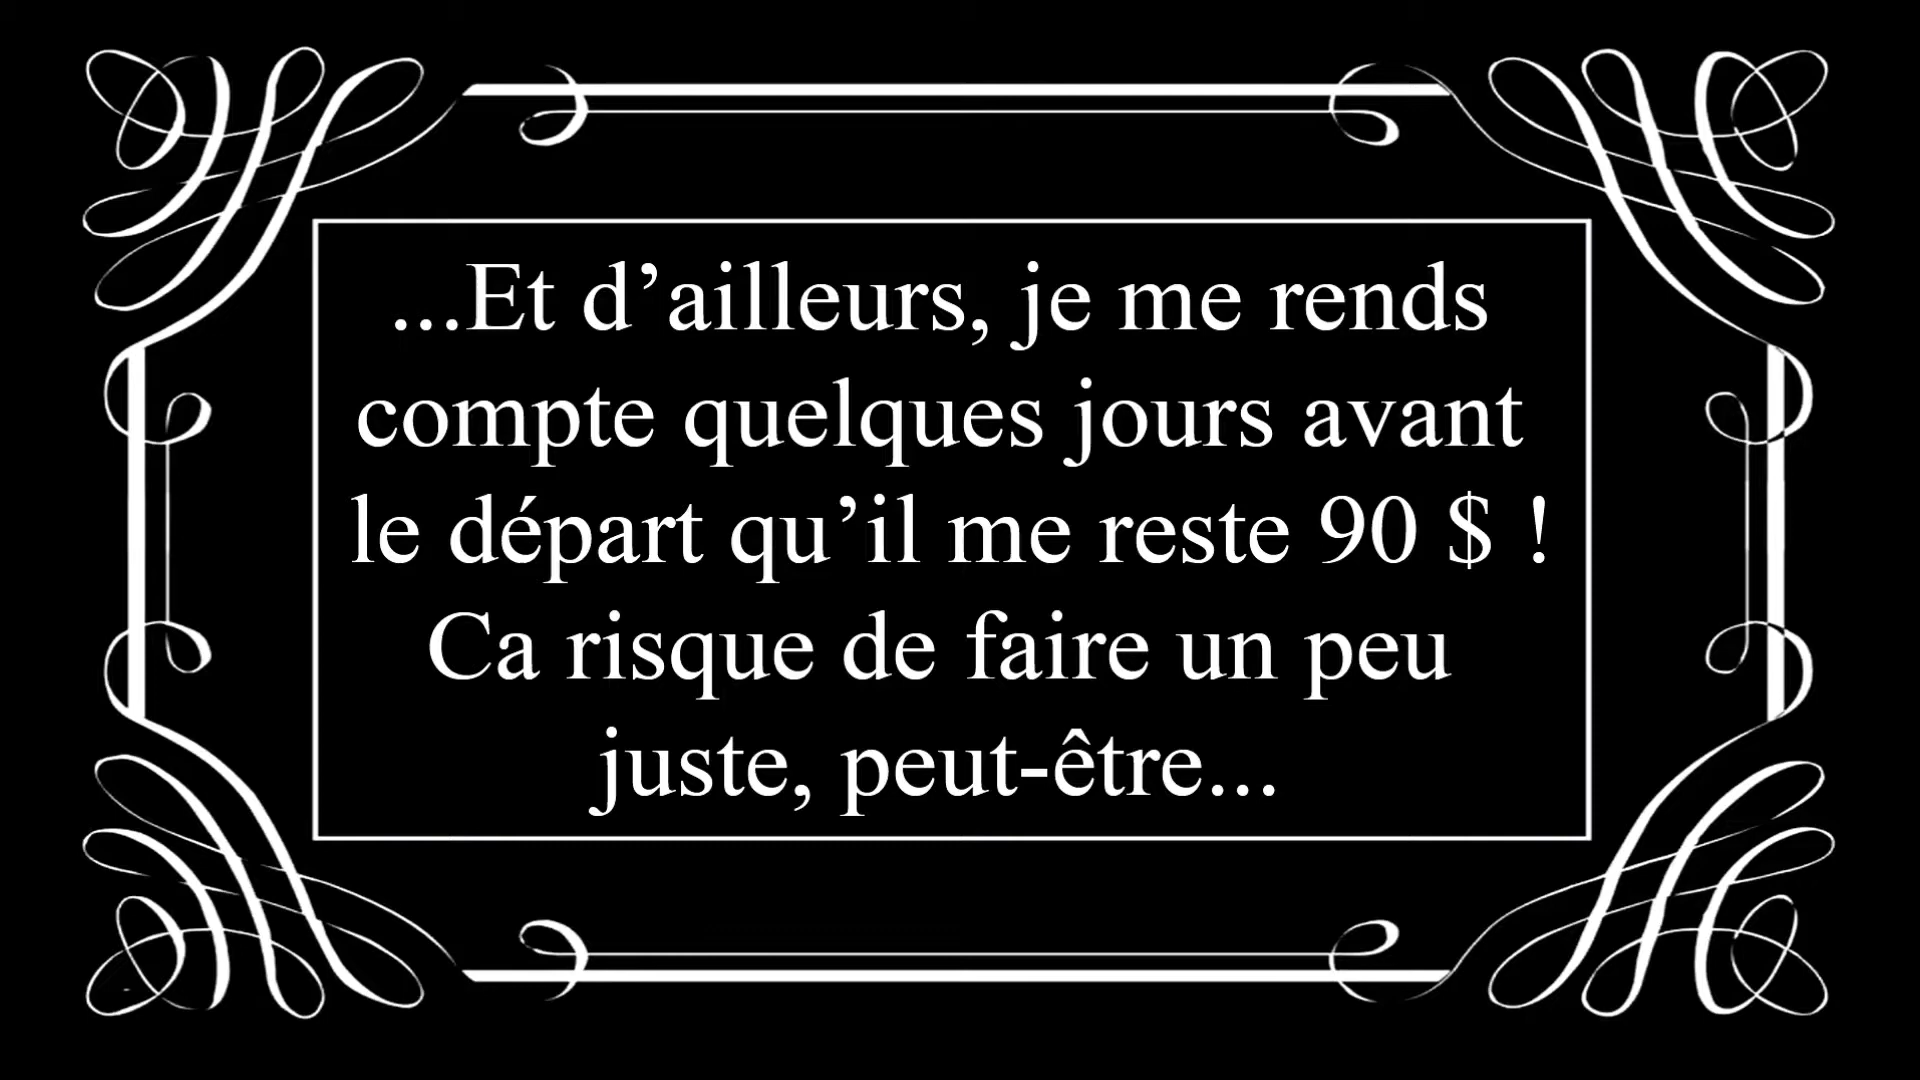 ...Et d’ailleurs, je me rends
compte quelques jours avant
le départ qu’il me reste 90 $ !
Ca risque de faire un peu
juste, peut-être...